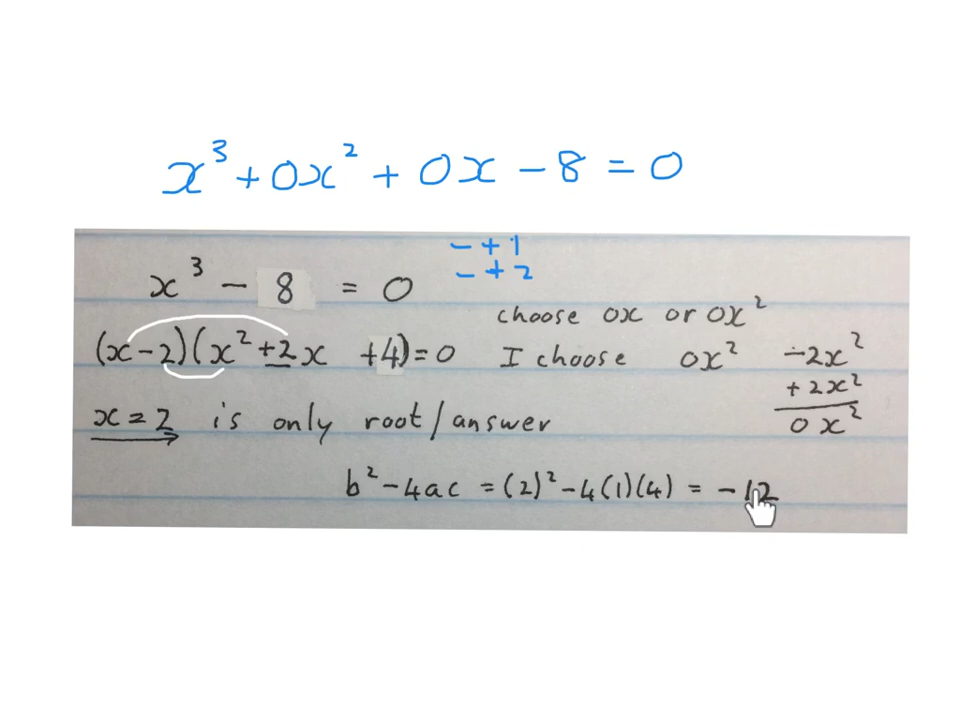 x³ + 0x² + 0x − 8 = 0
− + 1
− + 2
x³ − 8 = 0
choose 0x or 0x²
(x − 2)(x² + 2x + 4) = 0
I choose 0x²
− 2x²
+ 2x²
0x²
x = 2 is only root/answer
b² − 4ac = (2)² − 4(1)(4) = −12